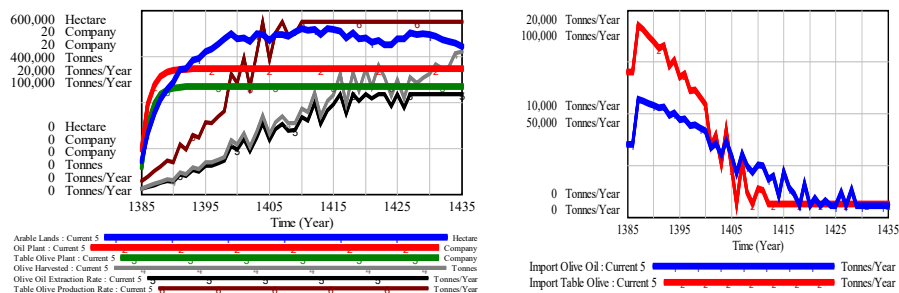 600,000 Hectare
20 Company
20 Company
400,000 Tonnes
20,000 Tonnes/Year
100,000 Tonnes/Year
0 Hectare
0 Company
0 Company
0 Tonnes
0 Tonnes/Year
0 Tonnes/Year
1385 1395 1405 1415 1425 1435
Time (Year)
Arable Lands : Current 5 Hectare
Oil Plant : Current 5 Company
Table Olive Plant : Current 5 Company
Olive Harvested : Current 5 Tonnes
Olive Oil Extraction Rate : Current 5 Tonnes/Year
Table Olive Production Rate : Current 5 Tonnes/Year
20,000 Tonnes/Year
100,000 Tonnes/Year
10,000 Tonnes/Year
50,000 Tonnes/Year
0 Tonnes/Year
0 Tonnes/Year
1385 1395 1405 1415 1425 1435
Time (Year)
Import Olive Oil : Current 5 Tonnes/Year
Import Table Olive : Current 5 Tonnes/Year